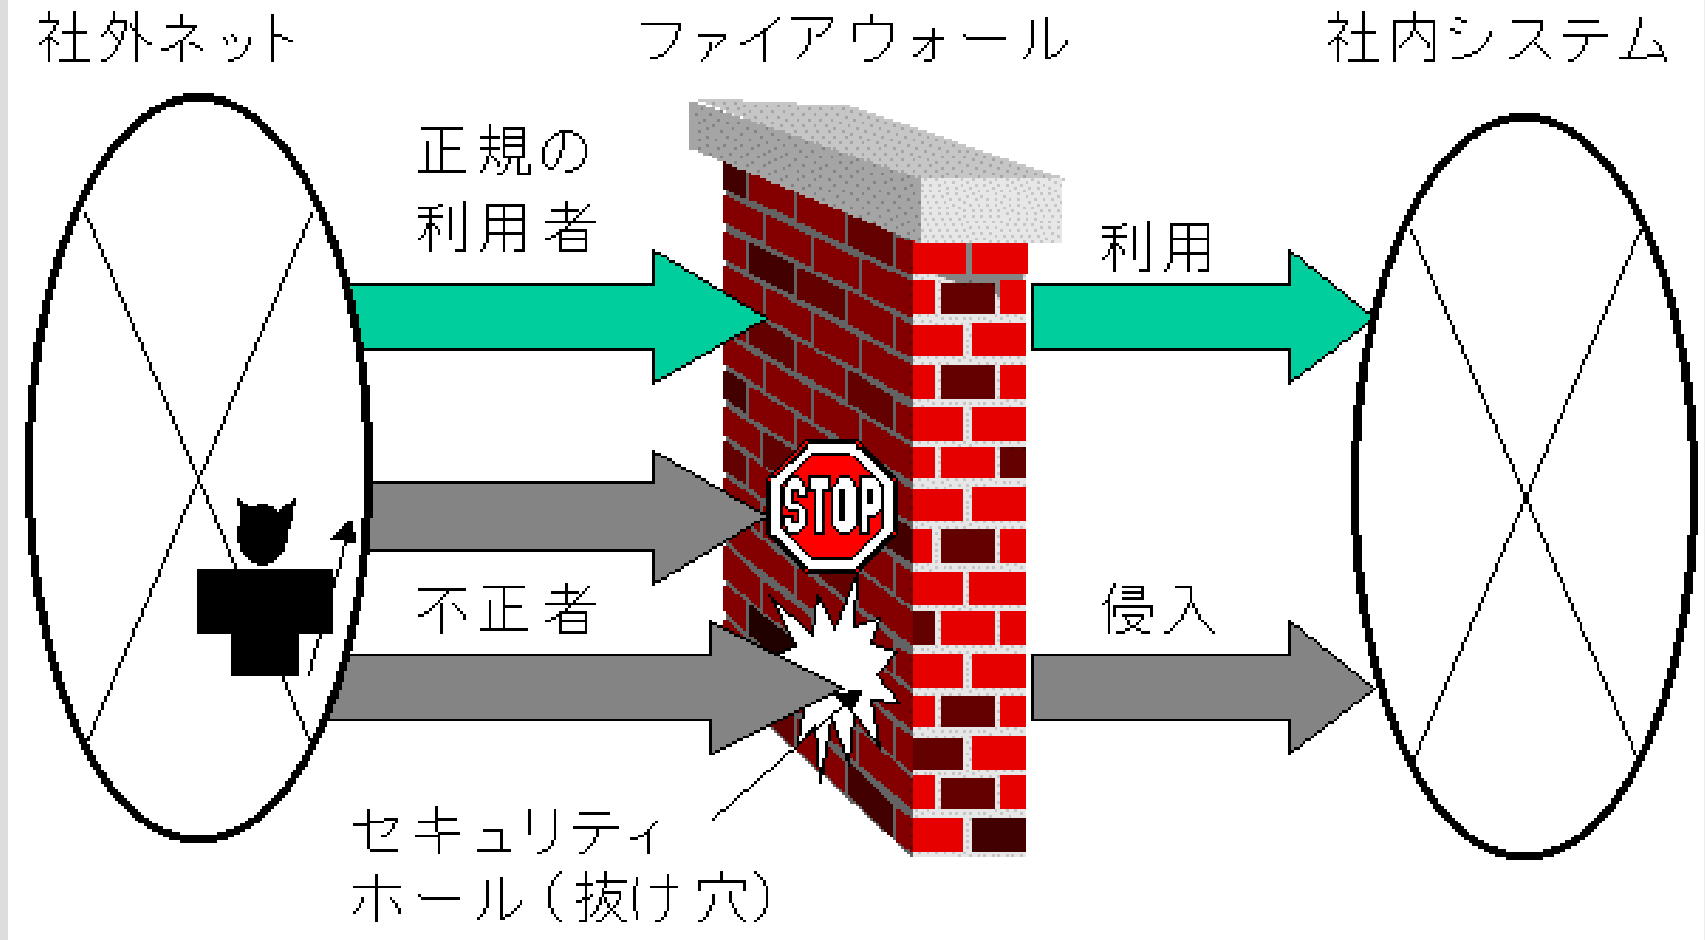 社外ネット
ファイアウォール
社内システム
正規の
利用者
利用
STOP
不正者
侵入
セキュリティ
ホール(抜け穴)